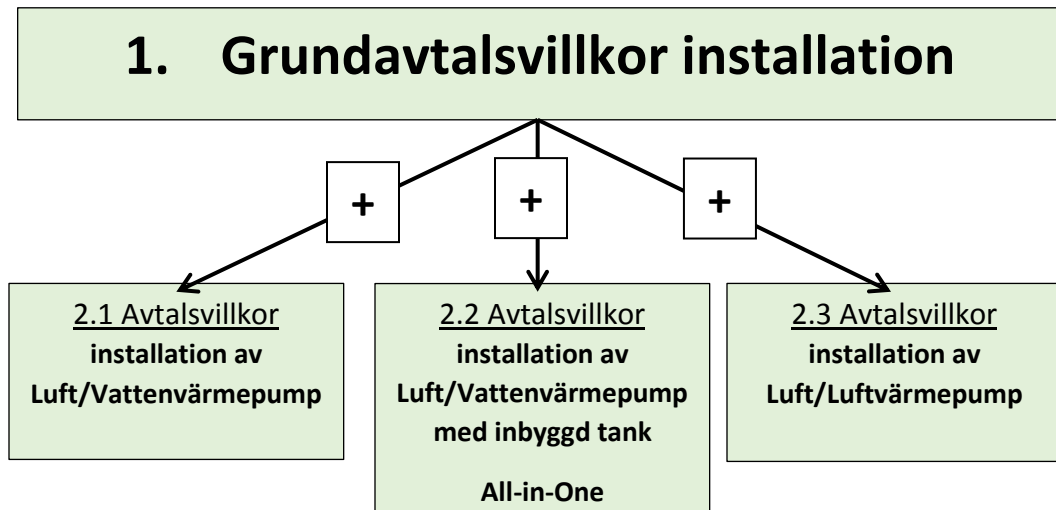 1. Grundavtalsvillkor installation
+
+
+
2.1 Avtalsvillkor
installation av
Luft/Vattenvärmepump
2.2 Avtalsvillkor
installation av
Luft/Vattenvärmepump
med inbyggd tank
All-in-One
2.3 Avtalsvillkor
installation av
Luft/Luftvärmepump